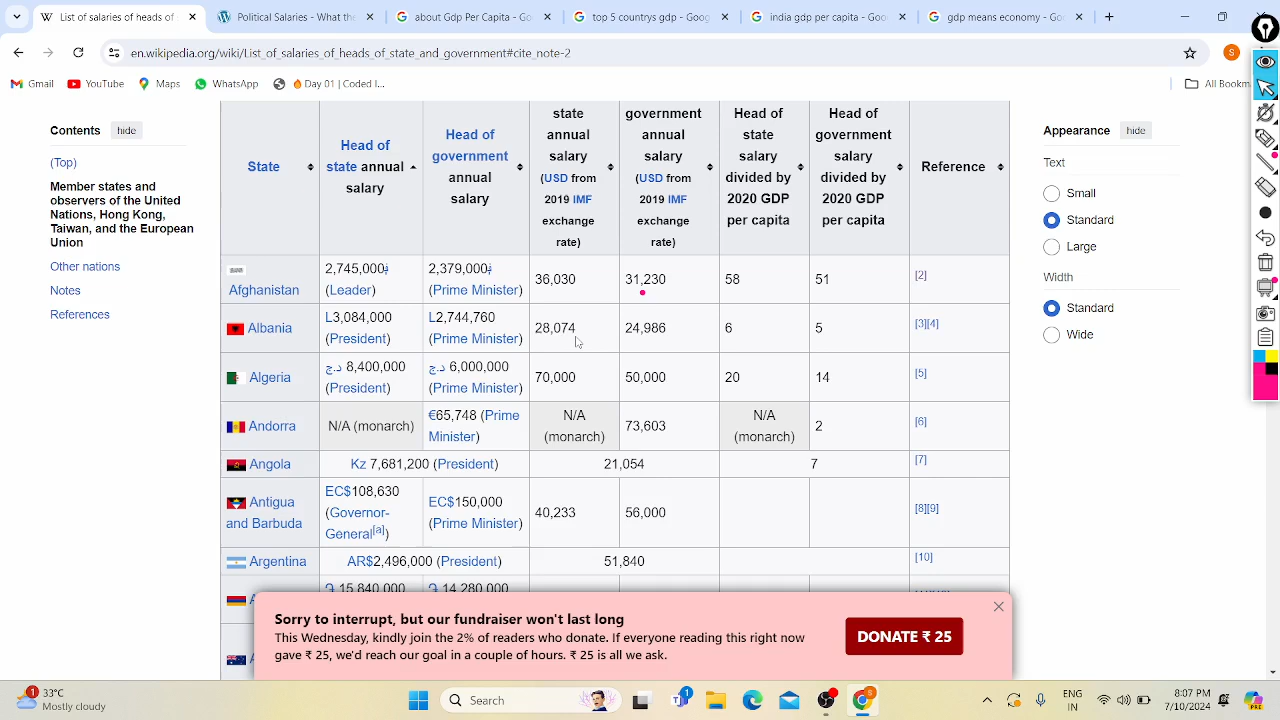 List of salaries of heads of
Political Salaries - What the
about GDP Per Capita - Go
top 5 countrys gdp - Goo
india gdp per capita - Goo
gdp means economy - Goo
en.wikipedia.org/wiki/List_of_salaries_of_heads_of_state_and_government#cite_note
S
Gmail
YouTube
Maps
WhatsApp
Day 01 | Coded I...
All Bookm
Contents hide
(Top)
Member states and
observers of the United
Nations, Hong Kong,
Taiwan, and the European
Union
Other nations
Notes
References
State
Head of
state annual
salary
Head of
government
annual
salary
state
annual
salary
(USD from
2019 IMF
exchange
rate)
government
annual
salary
(USD from
2019 IMF
exchange
rate)
Head of
state
salary
divided by
2020 GDP
per capita
Head of
government
salary
divided by
2020 GDP
per capita
Reference
Afghanistan
2,745,000؋
(Leader)
2,379,000؋
(Prime Minister)
36,030
31,230
58
51
[2]
Albania
L3,084,000
(President)
L2,744,760
(Prime Minister)
28,074
24,986
6
5
[3][4]
Algeria
د.ج 8,400,000
(President)
د.ج 6,000,000
(Prime Minister)
70,000
50,000
20
14
[5]
Andorra
N/A (monarch)
€65,748 (Prime
Minister)
N/A
(monarch)
73,603
N/A
(monarch)
2
[6]
Angola
Kz 7,681,200 (President)
21,054
7
[7]
Antigua
and Barbuda
EC$108,630
(Governor-
General[a])
EC$150,000
(Prime Minister)
40,233
56,000
[8][9]
Argentina
AR$2,496,000 (President)
51,840
[10]
֏ 15,840,000
֏ 14,280,000
Appearance hide
Text
Small
Standard
Large
Width
Standard
Wide
Sorry to interrupt, but our fundraiser won't last long
This Wednesday, kindly join the 2% of readers who donate. If everyone reading this right now
gave ₹ 25, we'd reach our goal in a couple of hours. ₹ 25 is all we ask.
DONATE ₹ 25
1
33°C
Mostly cloudy
Search
1
S
ENG
IN
8:07 PM
7/10/2024
PRE